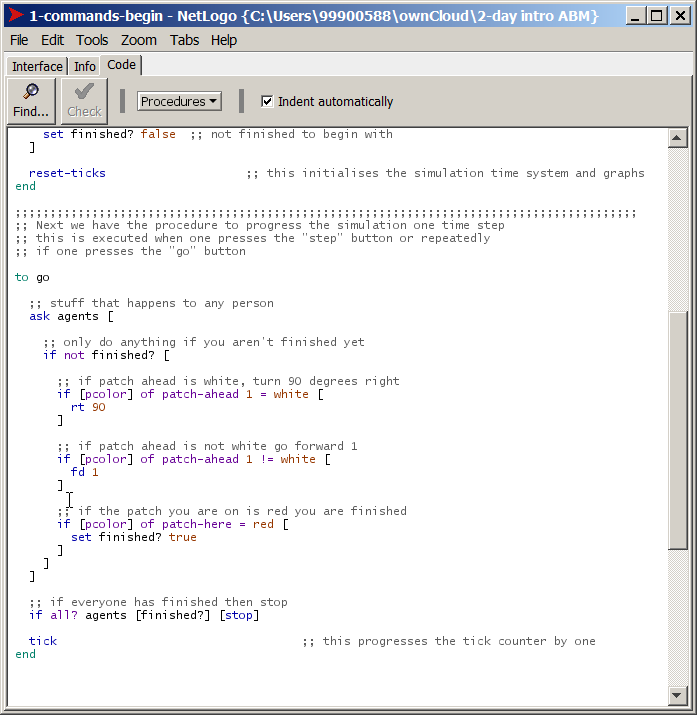 1-commands-begin - NetLogo {C:\Users\99900588\ownCloud\2-day intro ABM}
File Edit Tools Zoom Tabs Help
Interface Info Code
Find... Check Procedures Indent automatically
set finished? false ;; not finished to begin with
]
reset-ticks ;; this initialises the simulation time system and graphs
end
;;;;;;;;;;;;;;;;;;;;;;;;;;;;;;;;;;;;;;;;;;;;;;;;;;;;;;;;;;;;;;;;;;;;;;;;;;;;;;;;;;;;;;;;;
;; Next we have the procedure to progress the simulation one time step
;; this is executed when one presses the "step" button or repeatedly
;; if one presses the "go" button
to go
;; stuff that happens to any person
ask agents [
;; only do anything if you aren't finished yet
if not finished? [
;; if patch ahead is white, turn 90 degrees right
if [pcolor] of patch-ahead 1 = white [
rt 90
]
;; if patch ahead is not white go forward 1
if [pcolor] of patch-ahead 1 != white [
fd 1
]
;; if the patch you are on is red you are finished
if [pcolor] of patch-here = red [
set finished? true
]
]
]
;; if everyone has finished then stop
if all? agents [finished?] [stop]
tick ;; this progresses the tick counter by one
end